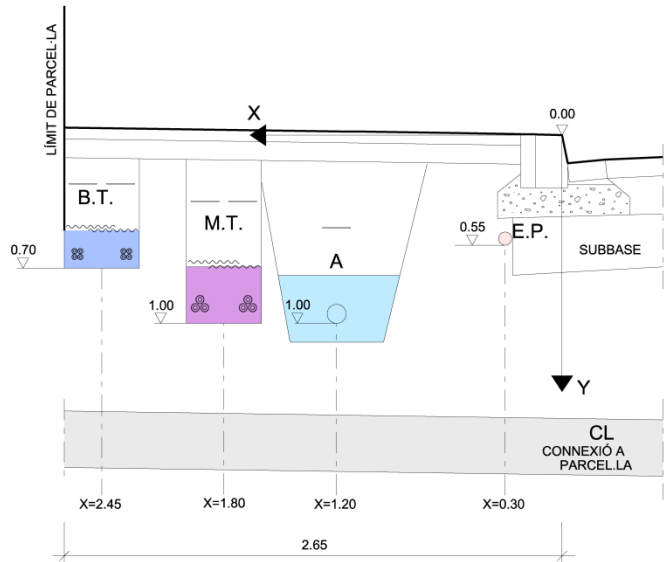 LÍMIT DE PARCEL·LA
X
0.00
B.T.
M.T.
A
E.P.
0.55
SUBBASE
0.70
1.00
1.00
Y
CL
CONNEXIÓ A
PARCEL.LA
X=2.45
X=1.80
X=1.20
X=0.30
2.65